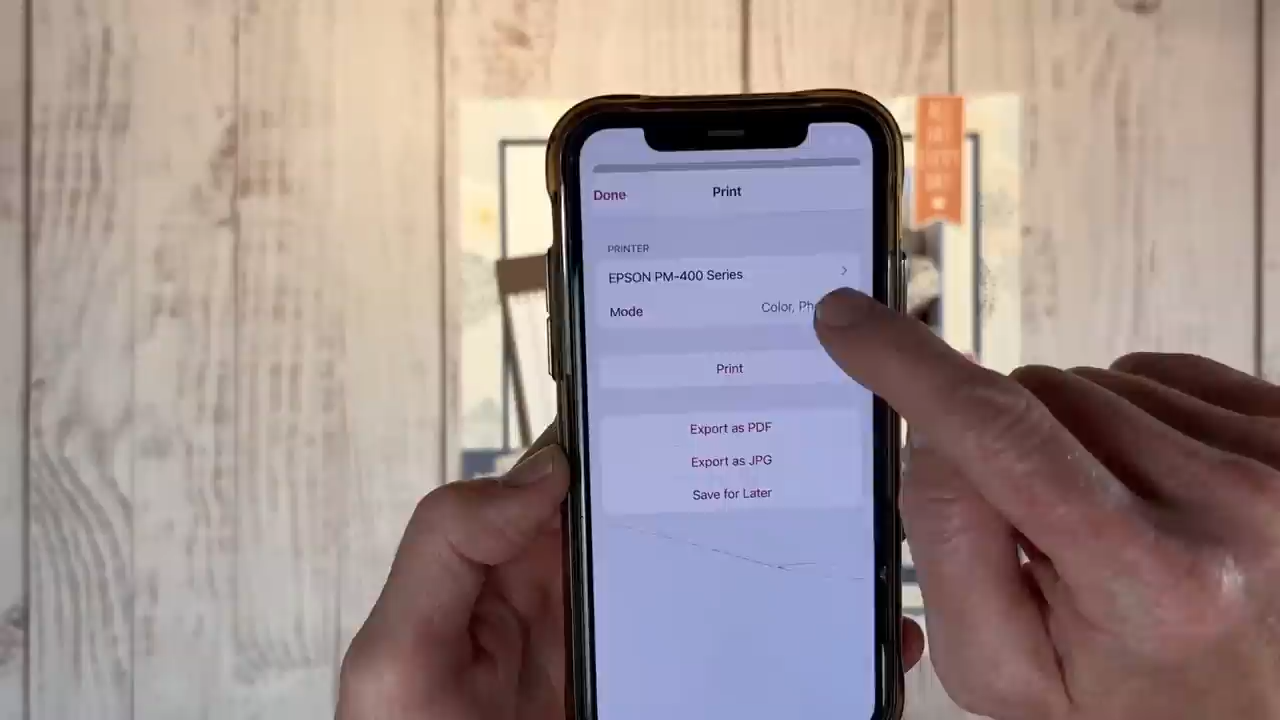 Done
Print
PRINTER
EPSON PM-400 Series
Mode
Color,
Print
Export as PDF
Export as JPG
Save for Later